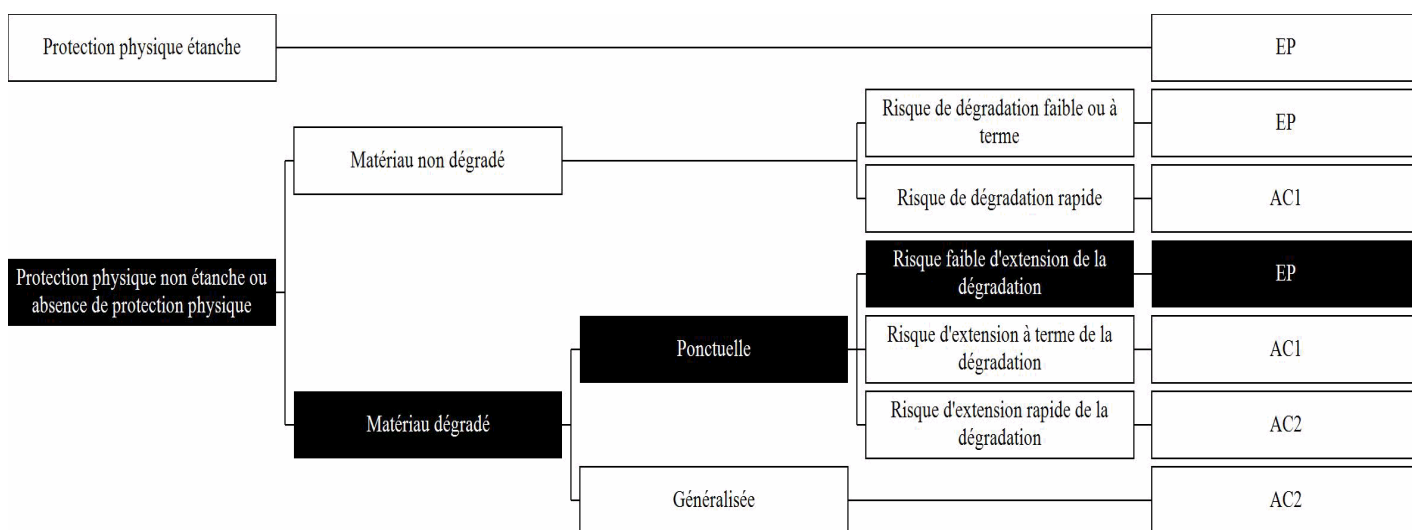 Protection physique étanche
EP
Risque de dégradation faible ou à
terme
EP
Matériau non dégradé
Risque de dégradation rapide
AC1
Protection physique non étanche ou
absence de protection physique
Risque faible d'extension de la
dégradation
EP
Ponctuelle
Risque d'extension à terme de la
dégradation
AC1
Matériau dégradé
Risque d'extension rapide de la
dégradation
AC2
Généralisée
AC2